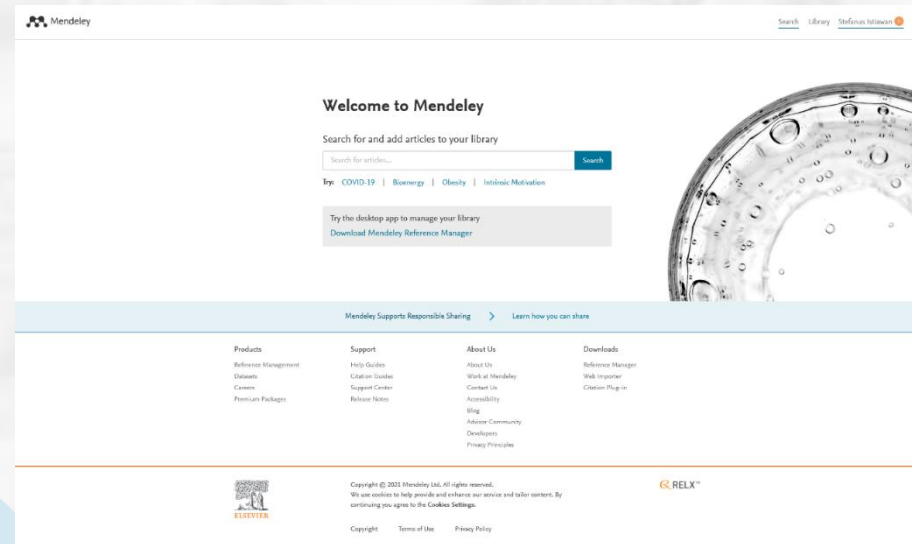 Mendeley
Search Library Stefanus Istiawan
Welcome to Mendeley
Search for and add articles to your library
Search for articles... Search
Try: COVID-19 | Bioenergy | Obesity | Intrinsic Motivation
Try the desktop app to manage your library
Download Mendeley Reference Manager
Mendeley Supports Responsible Sharing > Learn how you can share
Products
Reference Management
Datasets
Careers
Premium Packages
Support
Help Guides
Citation Guides
Support Center
Release Notes
About Us
About Us
Work at Mendeley
Contact Us
Accessibility
Blog
Advisor Community
Developers
Privacy Principles
Downloads
Reference Manager
Web Importer
Citation Plug-in
ELSEVIER
Copyright © 2021 Mendeley Ltd. All rights reserved.
We use cookies to help provide and enhance our service and tailor content. By
continuing you agree to the Cookies Settings.
Copyright Terms of Use Privacy Policy
RELX™